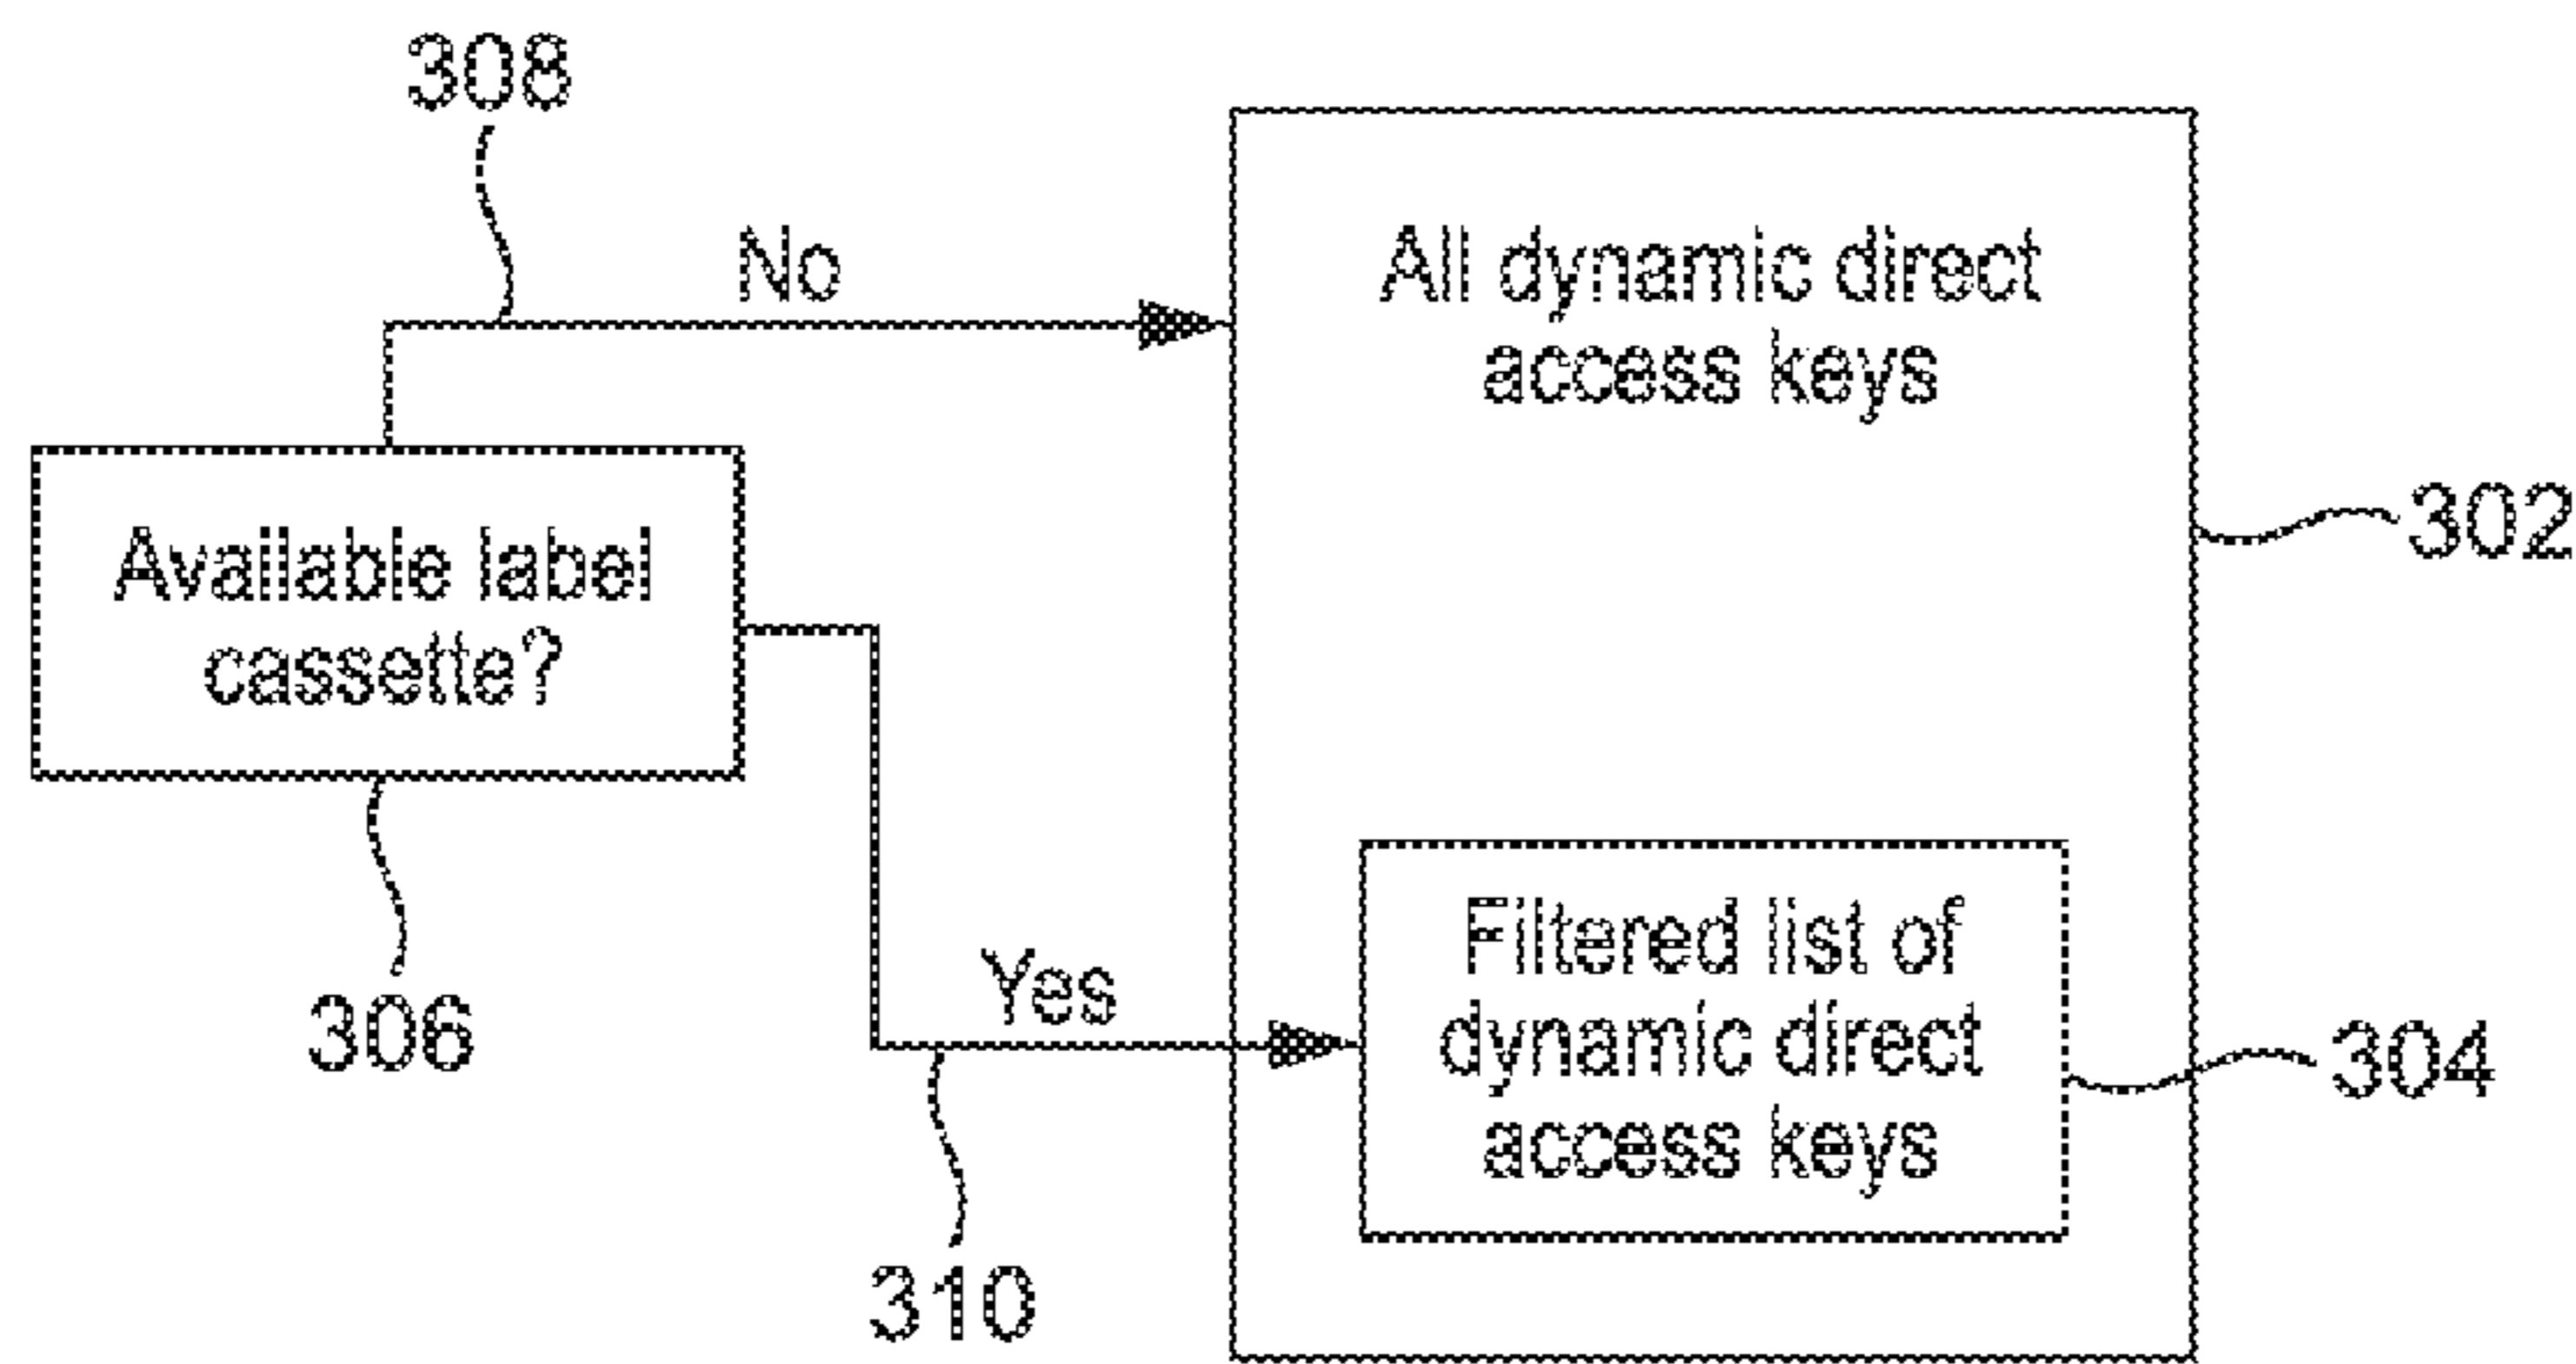 308
No
All dynamic direct
access keys
Available label
cassette?
302
306
Yes
Filtered list of
dynamic direct
access keys
304
310